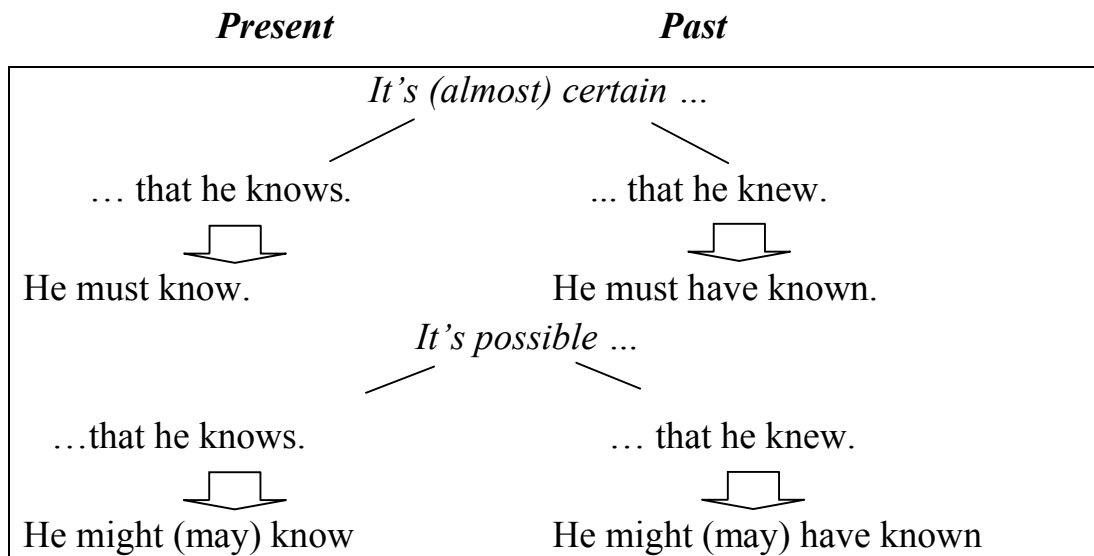 Present Past
It’s (almost) certain …
… that he knows. ... that he knew.
He must know. He must have known.
It’s possible …
…that he knows. … that he knew.
He might (may) know He might (may) have known